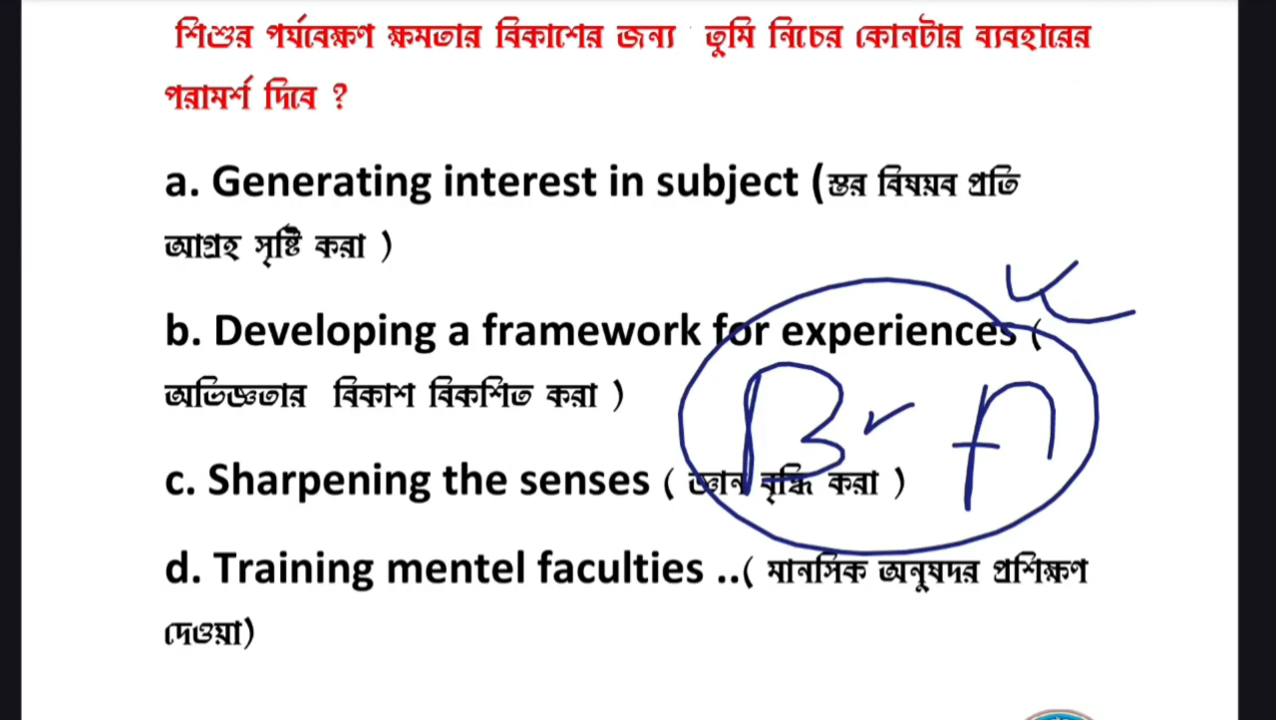 শিশুর পর্যবেক্ষণ ক্ষমতার বিকাশের জন্য তুমি নিচের কোনটার ব্যবহারের
পরামর্শ দিবে ?
a. Generating interest in subject (স্তর বিষয়ব প্রতি
আগ্রহ সৃষ্টি করা )
b. Developing a framework for experiences (
অভিজ্ঞতার বিকাশ বিকশিত করা )
c. Sharpening the senses ( জ্ঞান বৃদ্ধি করা )
d. Training mentel faculties ..( মানসিক অনুষদর প্রশিক্ষণ
দেওয়া)